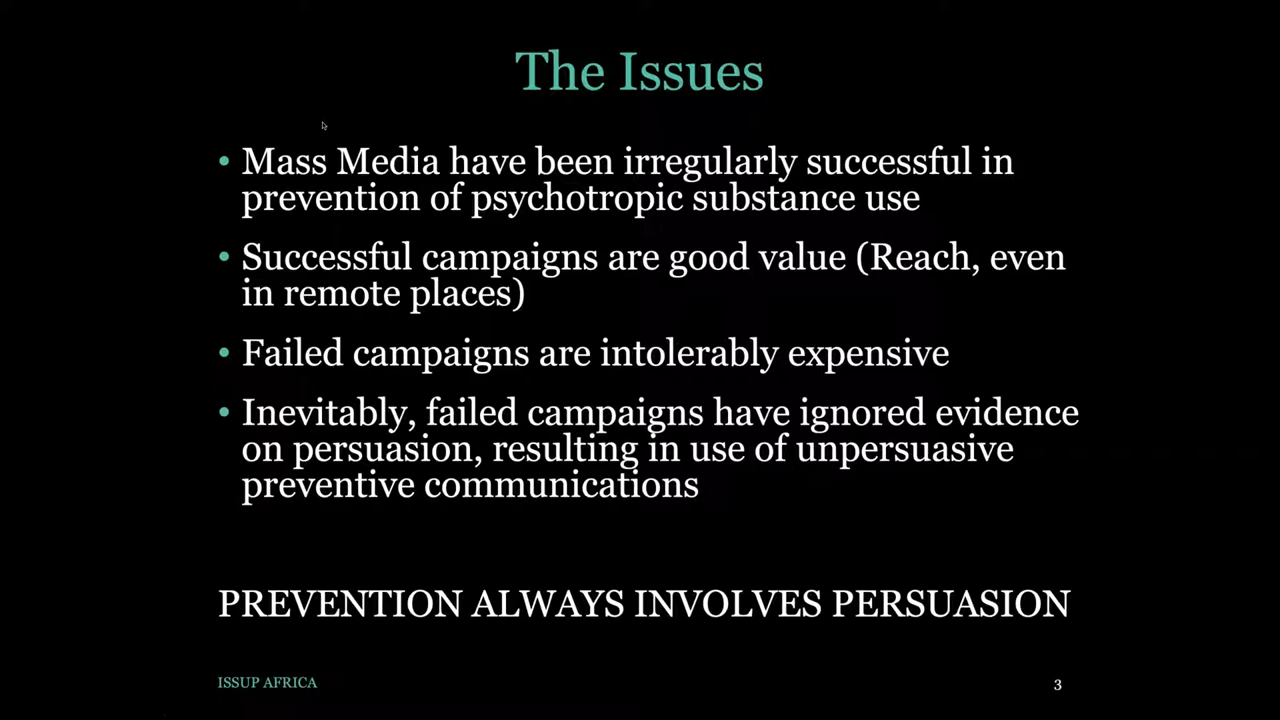 The Issues
• Mass Media have been irregularly successful in
prevention of psychotropic substance use
• Successful campaigns are good value (Reach, even
in remote places)
• Failed campaigns are intolerably expensive
• Inevitably, failed campaigns have ignored evidence
on persuasion, resulting in use of unpersuasive
preventive communications
PREVENTION ALWAYS INVOLVES PERSUASION
ISSUP AFRICA
3